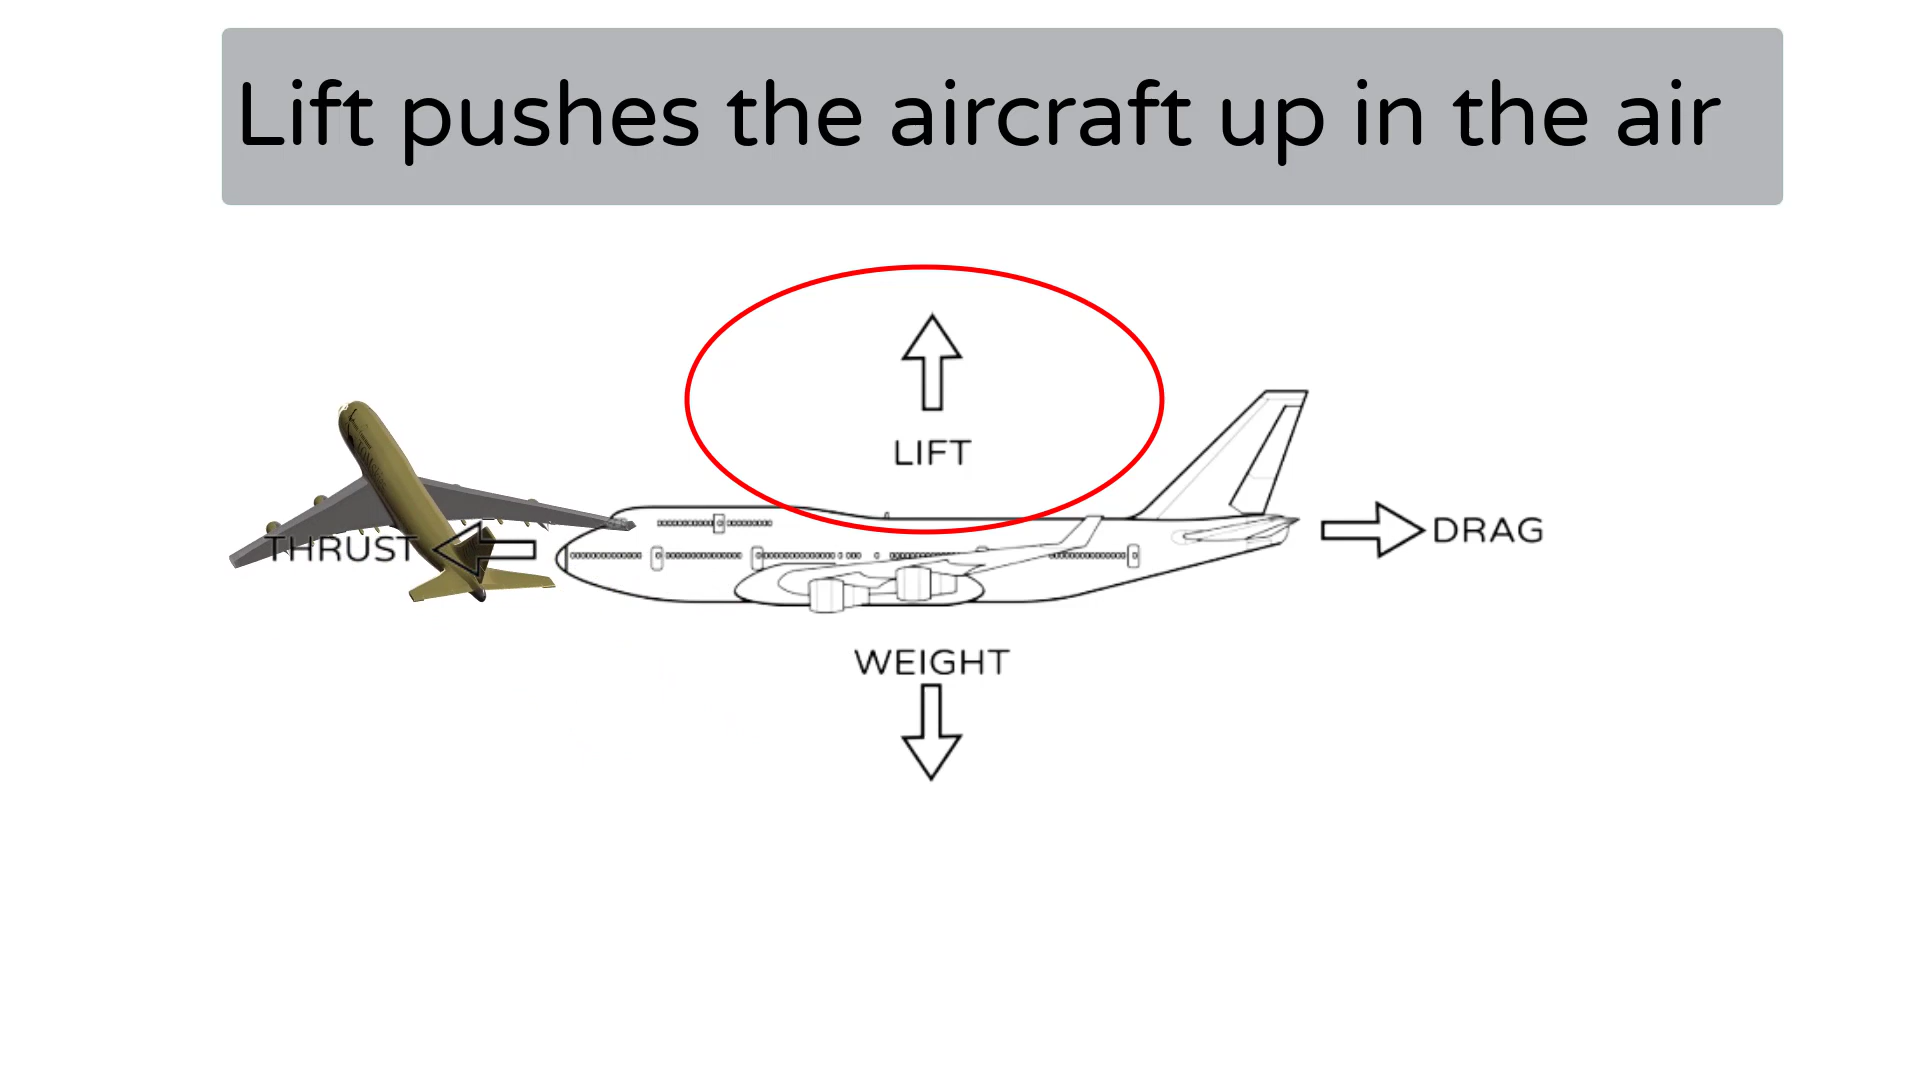 Lift pushes the aircraft up in the air
LIFT
THRUST
DRAG
WEIGHT